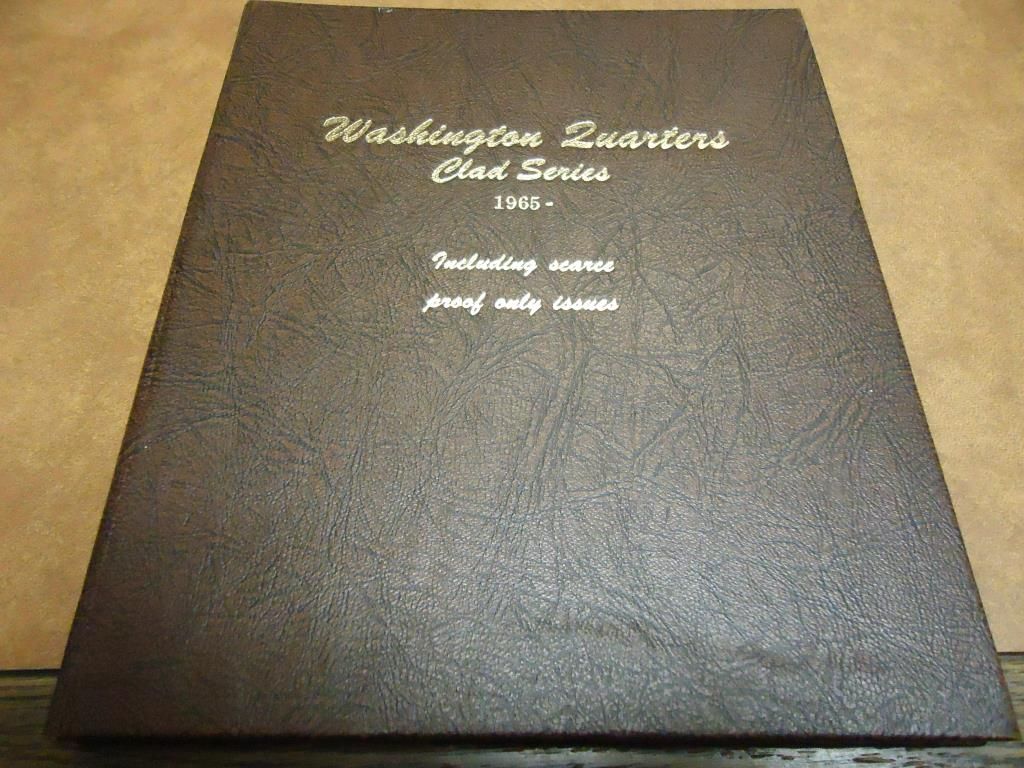 Washington Quarters
Clad Series
1965-
Including scarce
proof only issues